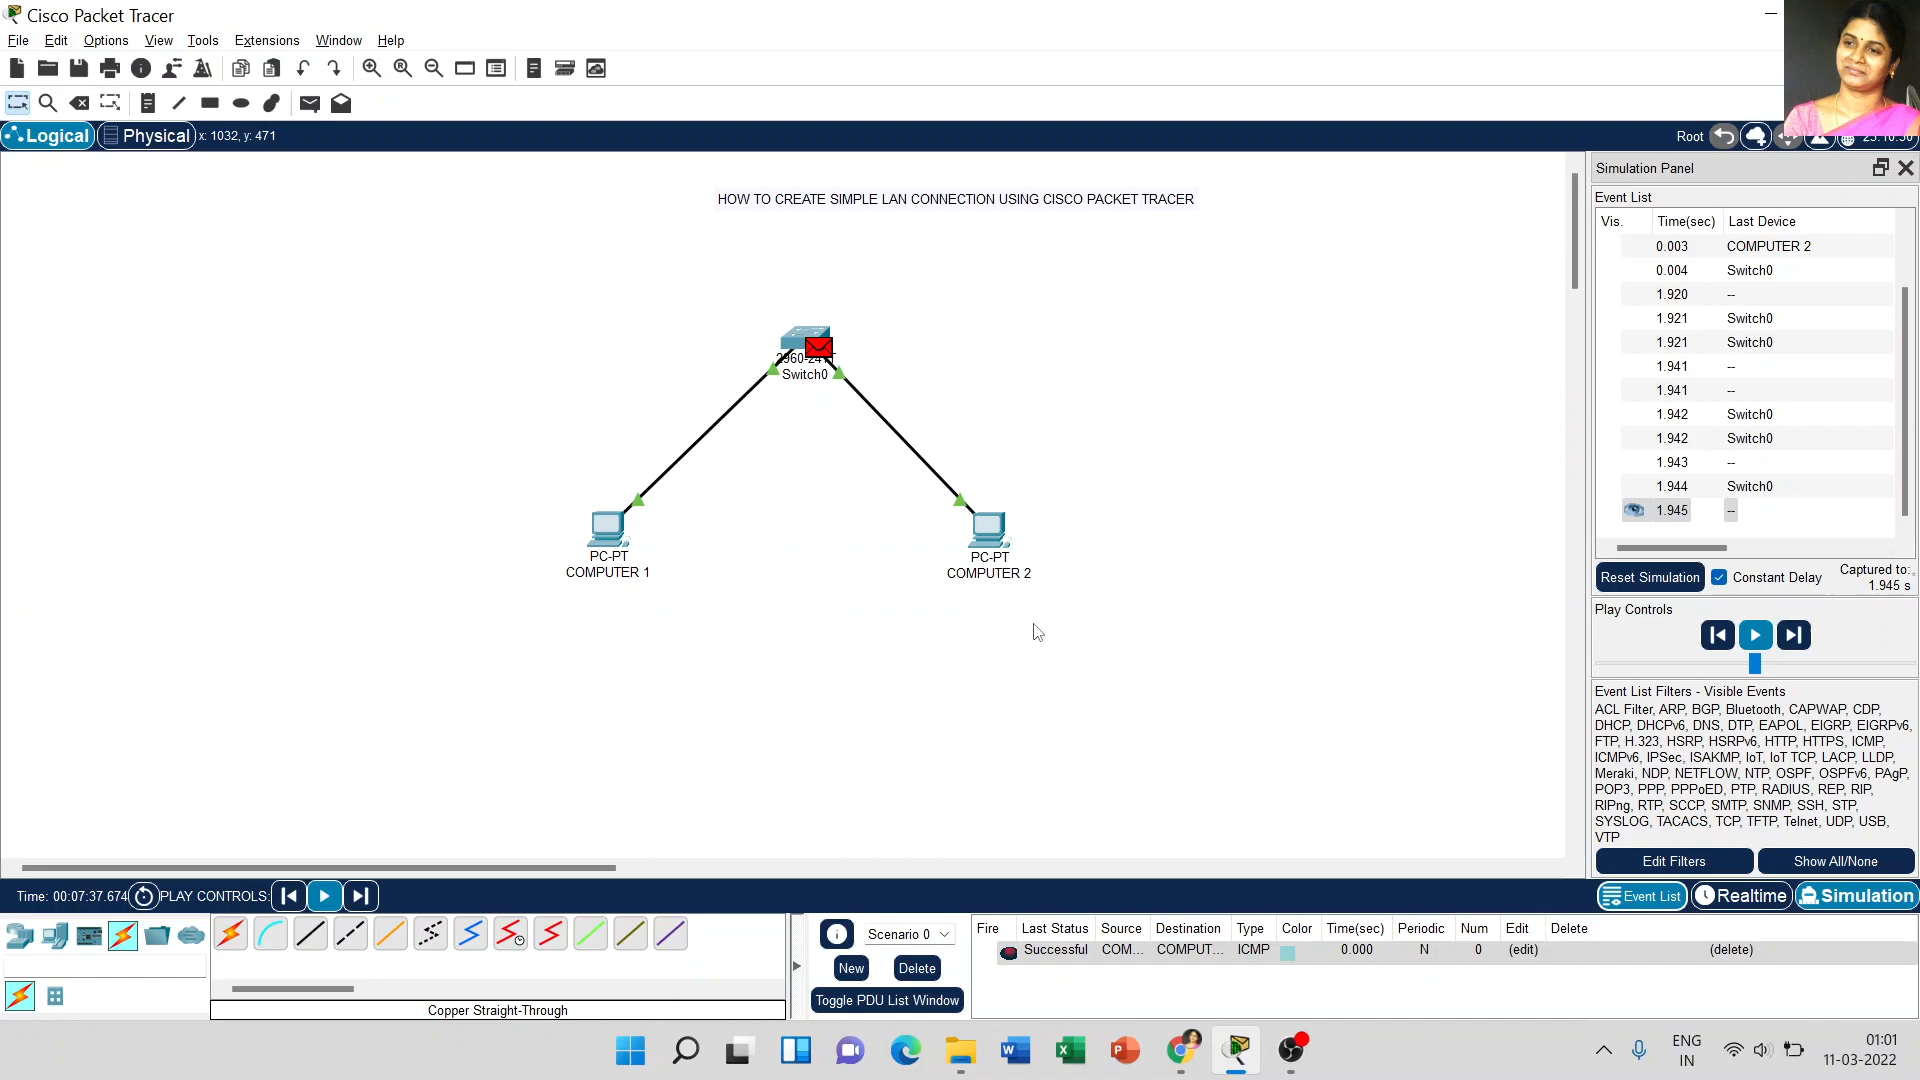 Cisco Packet Tracer
File Edit Options View Tools Extensions Window Help
Logical Physical x: 1032, y: 471 Root
Simulation Panel
Event List
Vis. Time(sec) Last Device
0.003 COMPUTER 2
0.004 Switch0
1.920 --
1.921 Switch0
1.921 Switch0
1.941 --
1.941 --
1.942 Switch0
1.942 Switch0
1.943 --
1.944 Switch0
1.945 --
Reset Simulation Constant Delay Captured to:
1.945 s
Play Controls
Event List Filters - Visible Events
ACL Filter, ARP, BGP, Bluetooth, CAPWAP, CDP,
DHCP, DHCPv6, DNS, DTP, EAPOL, EIGRP, EIGRPv6,
FTP, H.323, HSRP, HSRPv6, HTTP, HTTPS, ICMP,
ICMPv6, IPSec, ISAKMP, IoT, IoT TCP, LACP, LLDP,
Meraki, NDP, NETFLOW, NTP, OSPF, OSPFv6, PAgP,
POP3, PPP, PPPoED, PTP, RADIUS, REP, RIP,
RIPng, RTP, SCCP, SMTP, SNMP, SSH, STP,
SYSLOG, TACACS, TCP, TFTP, Telnet, UDP, USB,
VTP
Edit Filters Show All/None
HOW TO CREATE SIMPLE LAN CONNECTION USING CISCO PACKET TRACER
Switch0
PC-PT
COMPUTER 1
PC-PT
COMPUTER 2
Time: 00:07:37.674 PLAY CONTROLS: Event List Realtime Simulation
Copper Straight-Through
Scenario 0
New Delete
Toggle PDU List Window
Fire Last Status Source Destination Type Color Time(sec) Periodic Num Edit Delete
Successful COM... COMPUT... ICMP 0.000 N 0 (edit) (delete)
ENG
IN
01:01
11-03-2022